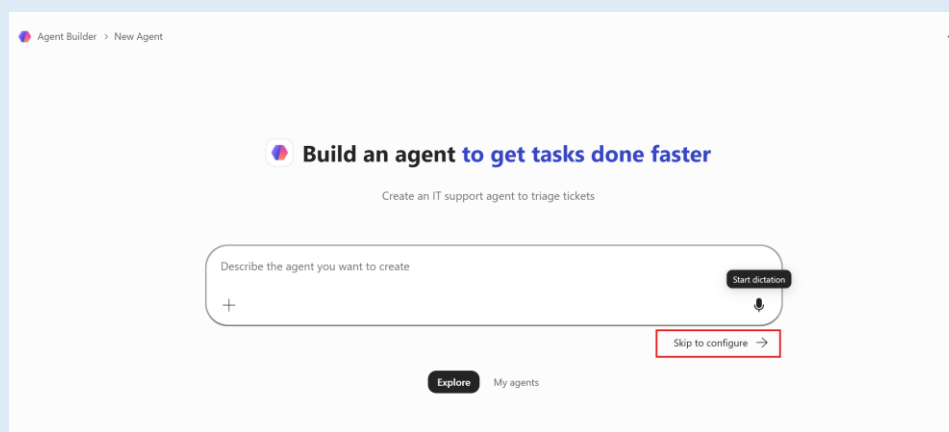 Agent Builder > New Agent
Build an agent to get tasks done faster
Create an IT support agent to triage tickets
Describe the agent you want to create
Start dictation
Skip to configure →
Explore My agents